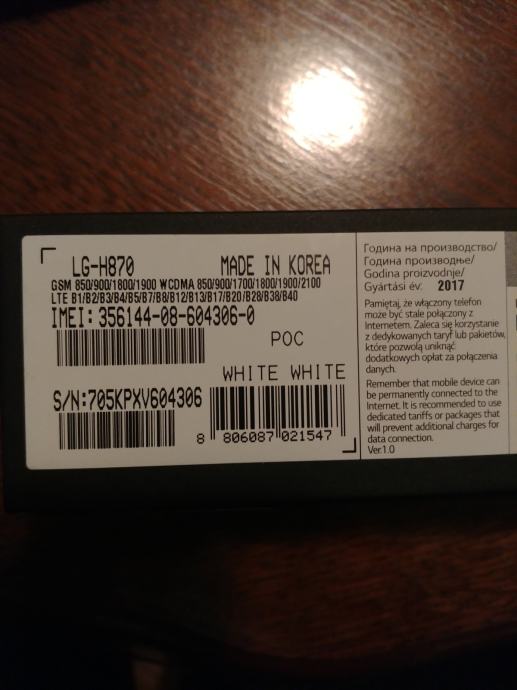 LG-H870 MADE IN KOREA
GSM 850/900/1800/1900 WCDMA 850/900/1700/1800/1900/2100
LTE B1/B2/B3/B4/B5/B7/B8/B12/B13/B17/B20/B28/B38/B40
IMEI: 356144-08-604306-0
POC
WHITE WHITE
S/N:705KPXV604306
8 806087 021547
Година на производство/
Година производње/
Godina proizvodnje/
Gyártási év: 2017
Pamiętaj, że włączony telefon
może być stale połączony z
Internetem. Zaleca się korzystanie
z dedykowanych taryf lub pakietów,
które pozwolą uniknąć
dodatkowych opłat za połączenia
danych.
Remember that mobile device can
be permanently connected to the
Internet. It is recommended to use
dedicated tariffs or packages that
will prevent additional charges for
data connection.
Ver.1.0